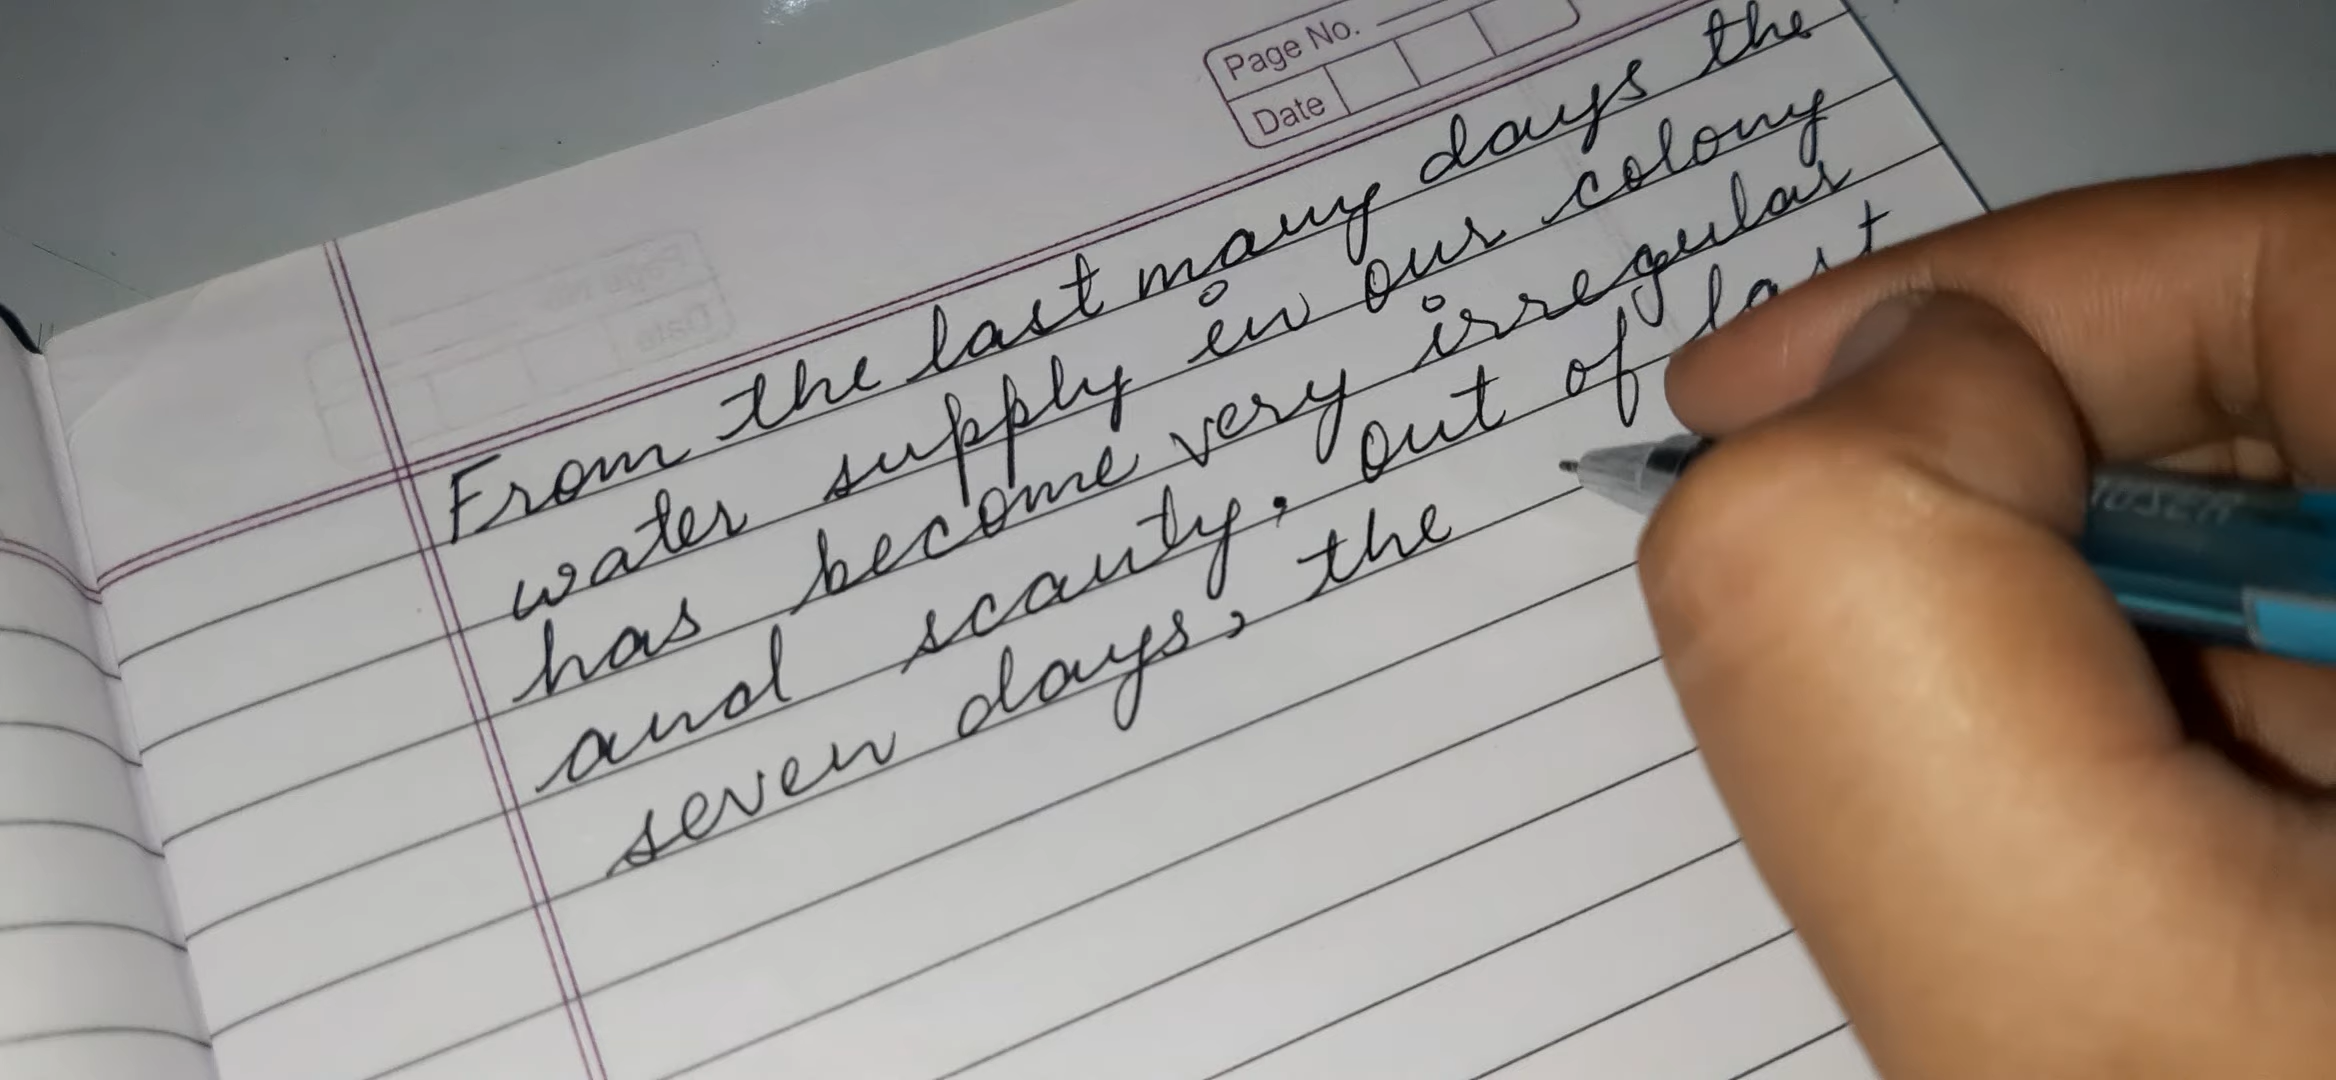 Page No.
Date
From the last many days the
water supply in our colony
has become very irregular
and scanty. out of last
seven days, the